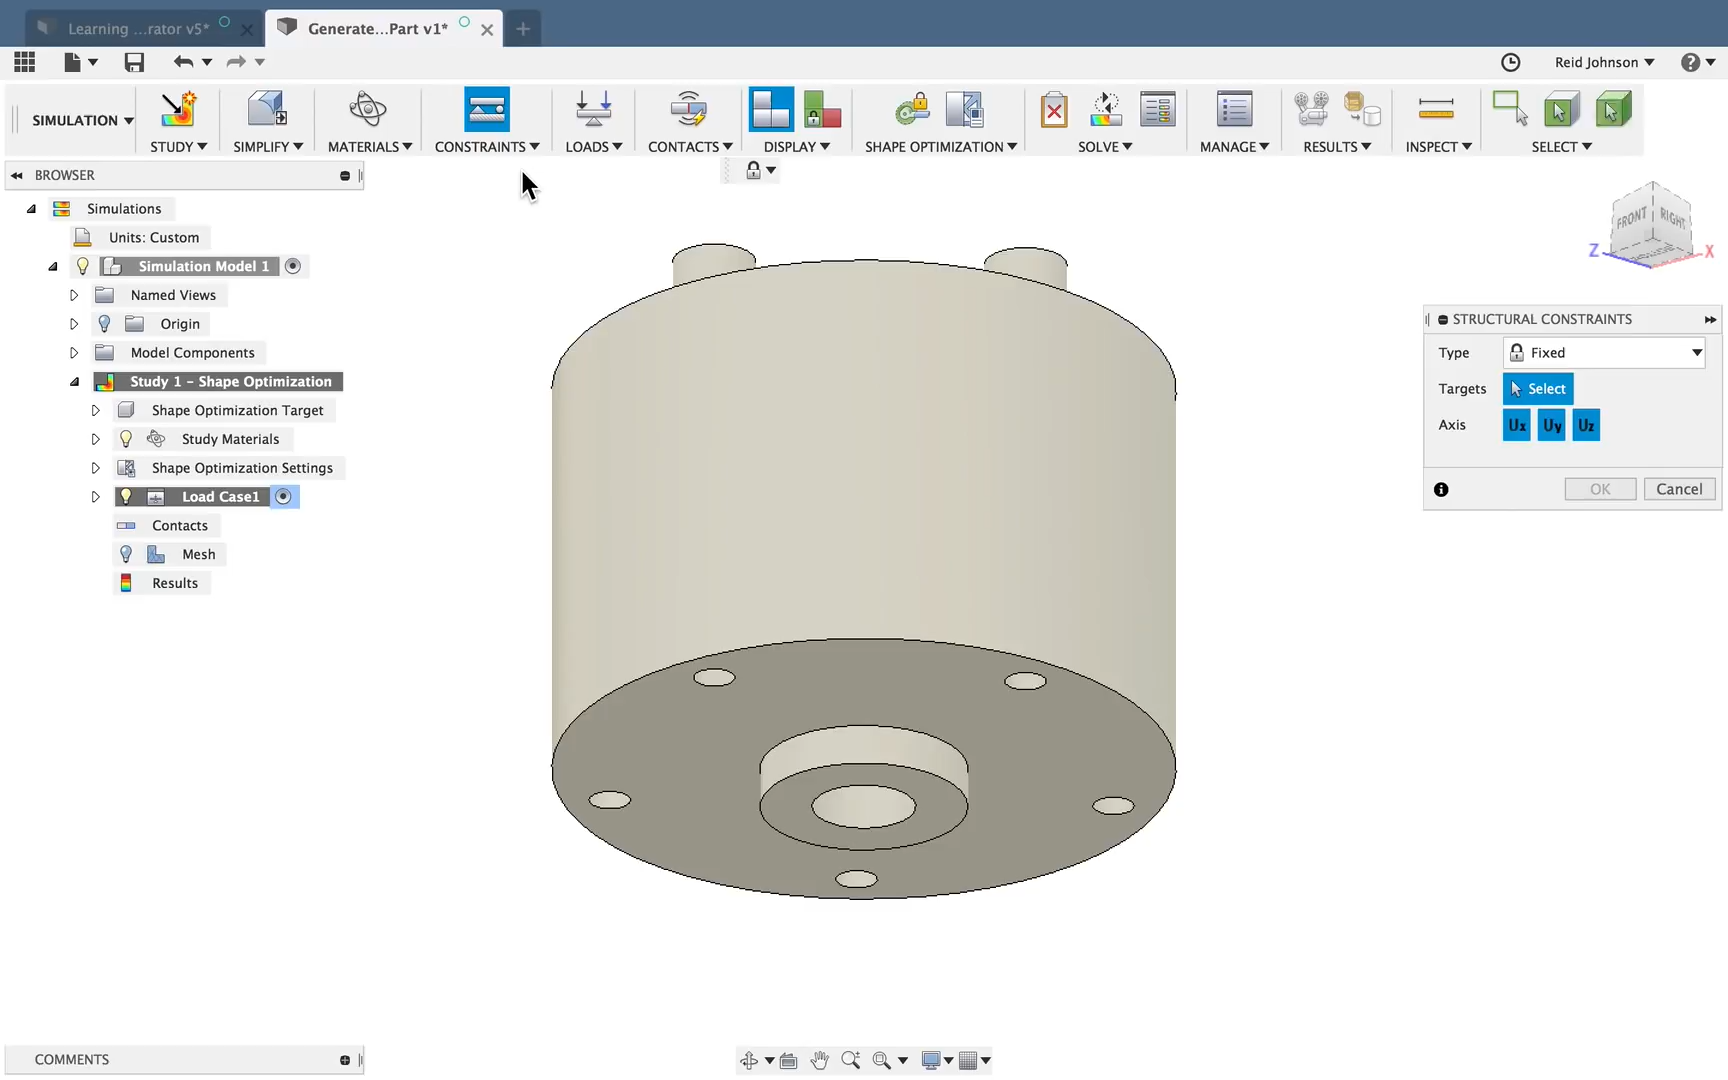 Learning ...rator v5*
Generate...Part v1*
Reid Johnson
SIMULATION
STUDY
SIMPLIFY
MATERIALS
CONSTRAINTS
LOADS
CONTACTS
DISPLAY
SHAPE OPTIMIZATION
SOLVE
MANAGE
RESULTS
INSPECT
SELECT
BROWSER
Simulations
Units: Custom
Simulation Model 1
Named Views
Origin
Model Components
Study 1 - Shape Optimization
Shape Optimization Target
Study Materials
Shape Optimization Settings
Load Case1
Contacts
Mesh
Results
FRONT
RIGHT
Z
X
STRUCTURAL CONSTRAINTS
Type
Fixed
Targets
Select
Axis
Ux
Uy
Uz
OK
Cancel
COMMENTS